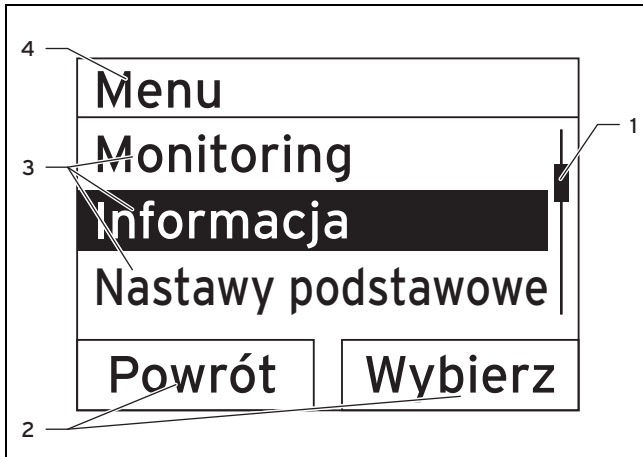 4
Menu
1
Monitoring
3
Informacja
Nastawy podstawowe
Powrót Wybierz
2